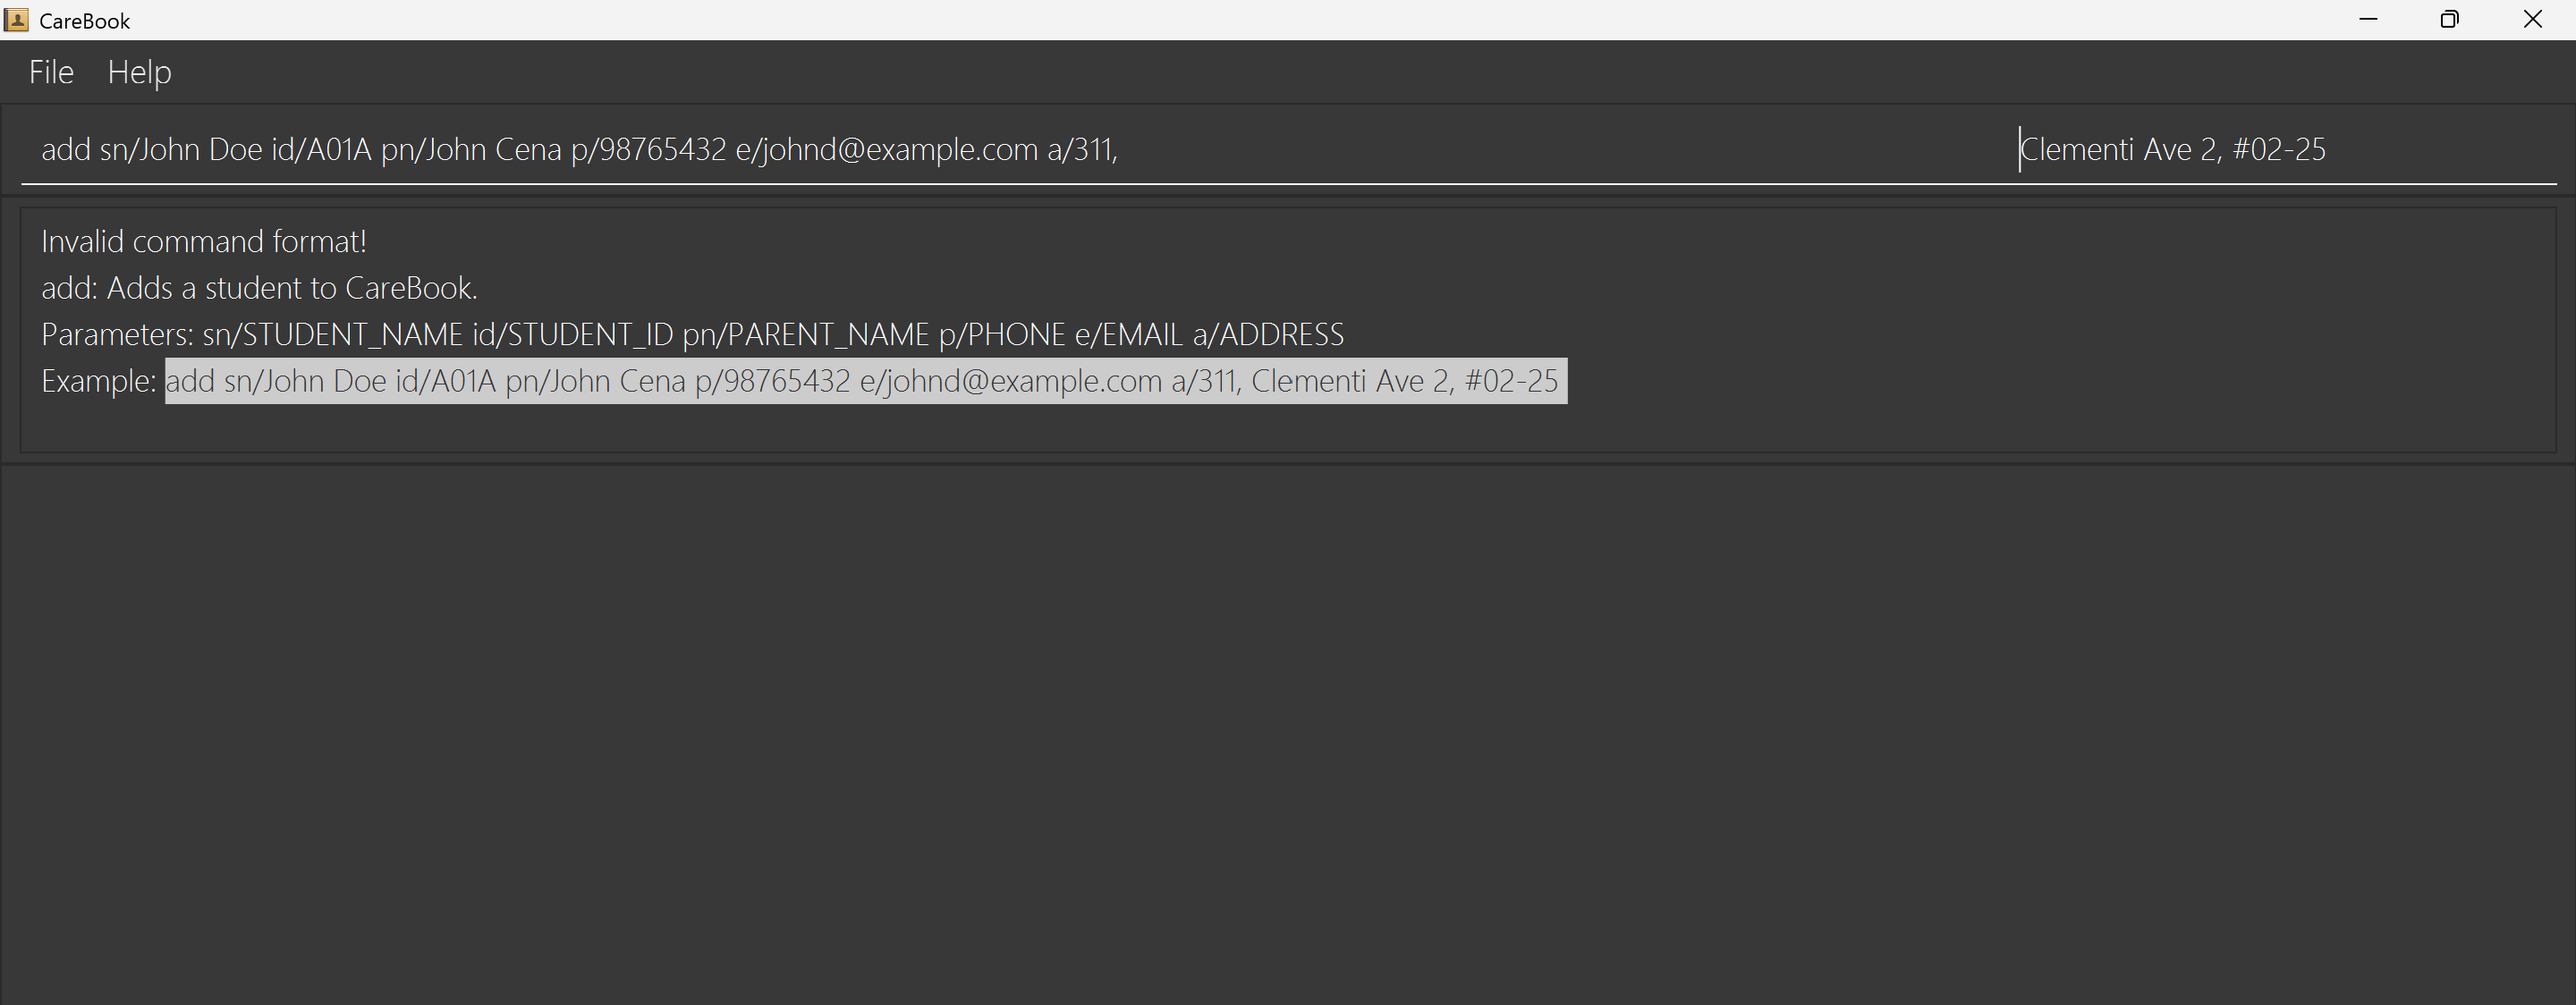 CareBook
File Help
add sn/John Doe id/A01A pn/John Cena p/98765432 e/johnd@example.com a/311, Clementi Ave 2, #02-25
Invalid command format!
add: Adds a student to CareBook.
Parameters: sn/STUDENT_NAME id/STUDENT_ID pn/PARENT_NAME p/PHONE e/EMAIL a/ADDRESS
Example: add sn/John Doe id/A01A pn/John Cena p/98765432 e/johnd@example.com a/311, Clementi Ave 2, #02-25